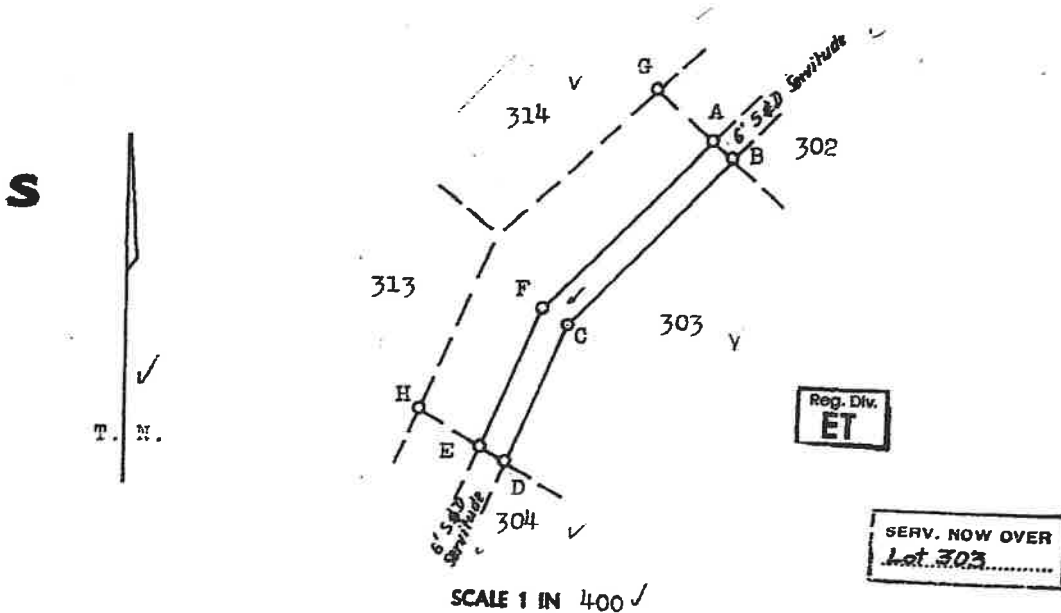 G
314
A
6' S&D Servitude
B
302
S
313
F
C
303
H
T. N.
E
D
304
6' S&D
Servitude
Reg. Div.
ET
SERV. NOW OVER
Lot 303
SCALE 1 IN 400